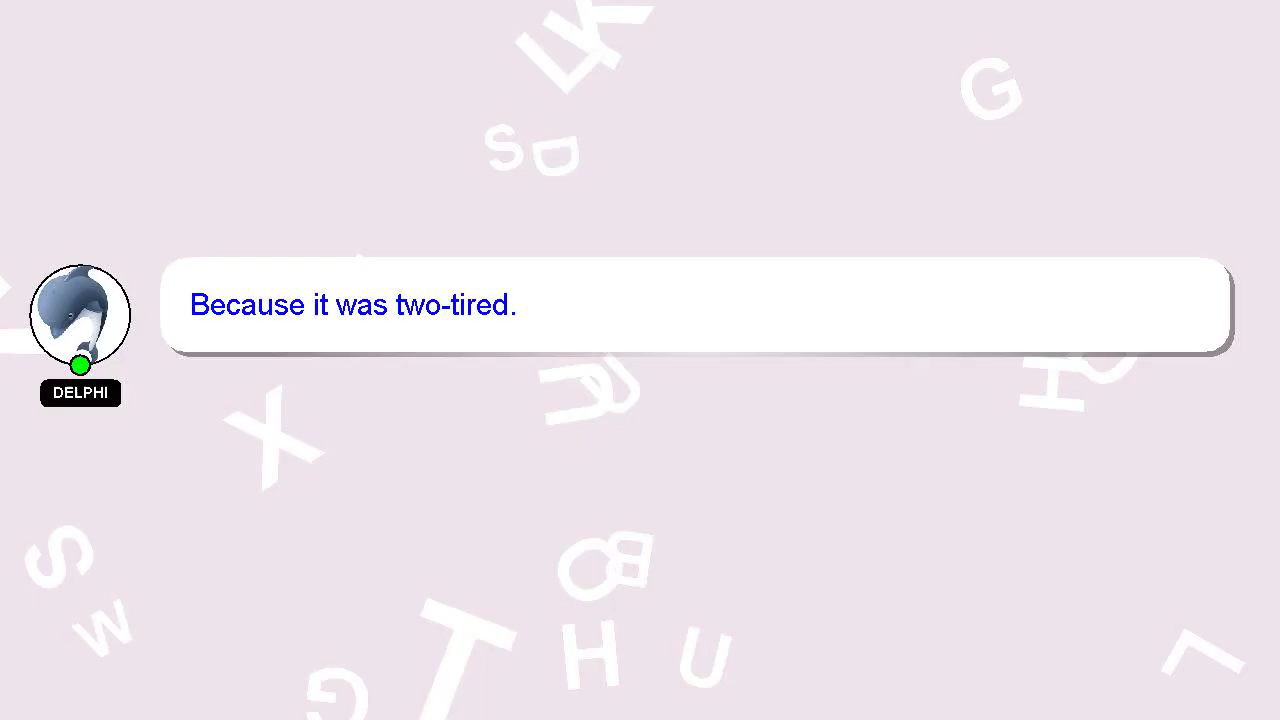 L K
G
S D
Because it was two-tired.
DELPHI
X
H
S
B
W
T
H U
L
G